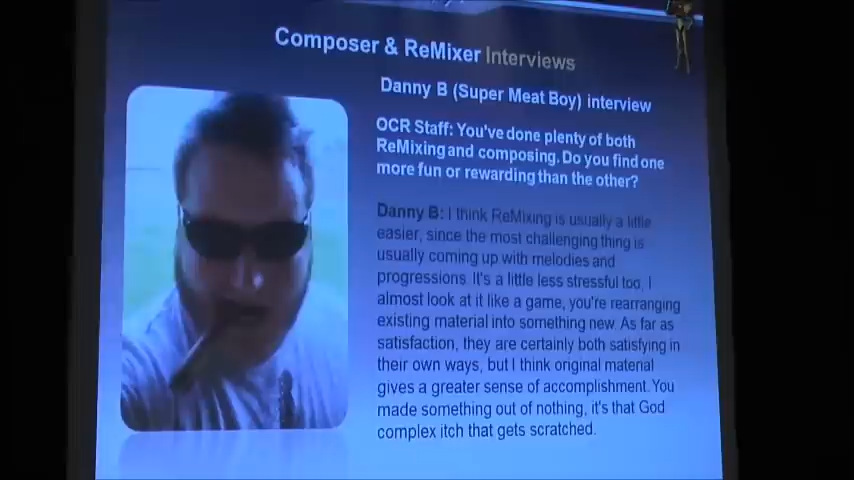 Composer & ReMixer Interviews
Danny B (Super Meat Boy) interview
OCR Staff: You've done plenty of both
ReMixing and composing. Do you find one
more fun or rewarding than the other?
Danny B: I think ReMixing is usually a little
easier, since the most challenging thing is
usually coming up with melodies and
progressions. It's a little less stressful too, I
almost look at it like a game, you're rearranging
existing material into something new. As far as
satisfaction, they are certainly both satisfying in
their own ways, but I think original material
gives a greater sense of accomplishment. You
made something out of nothing, it's that God
complex itch that gets scratched.